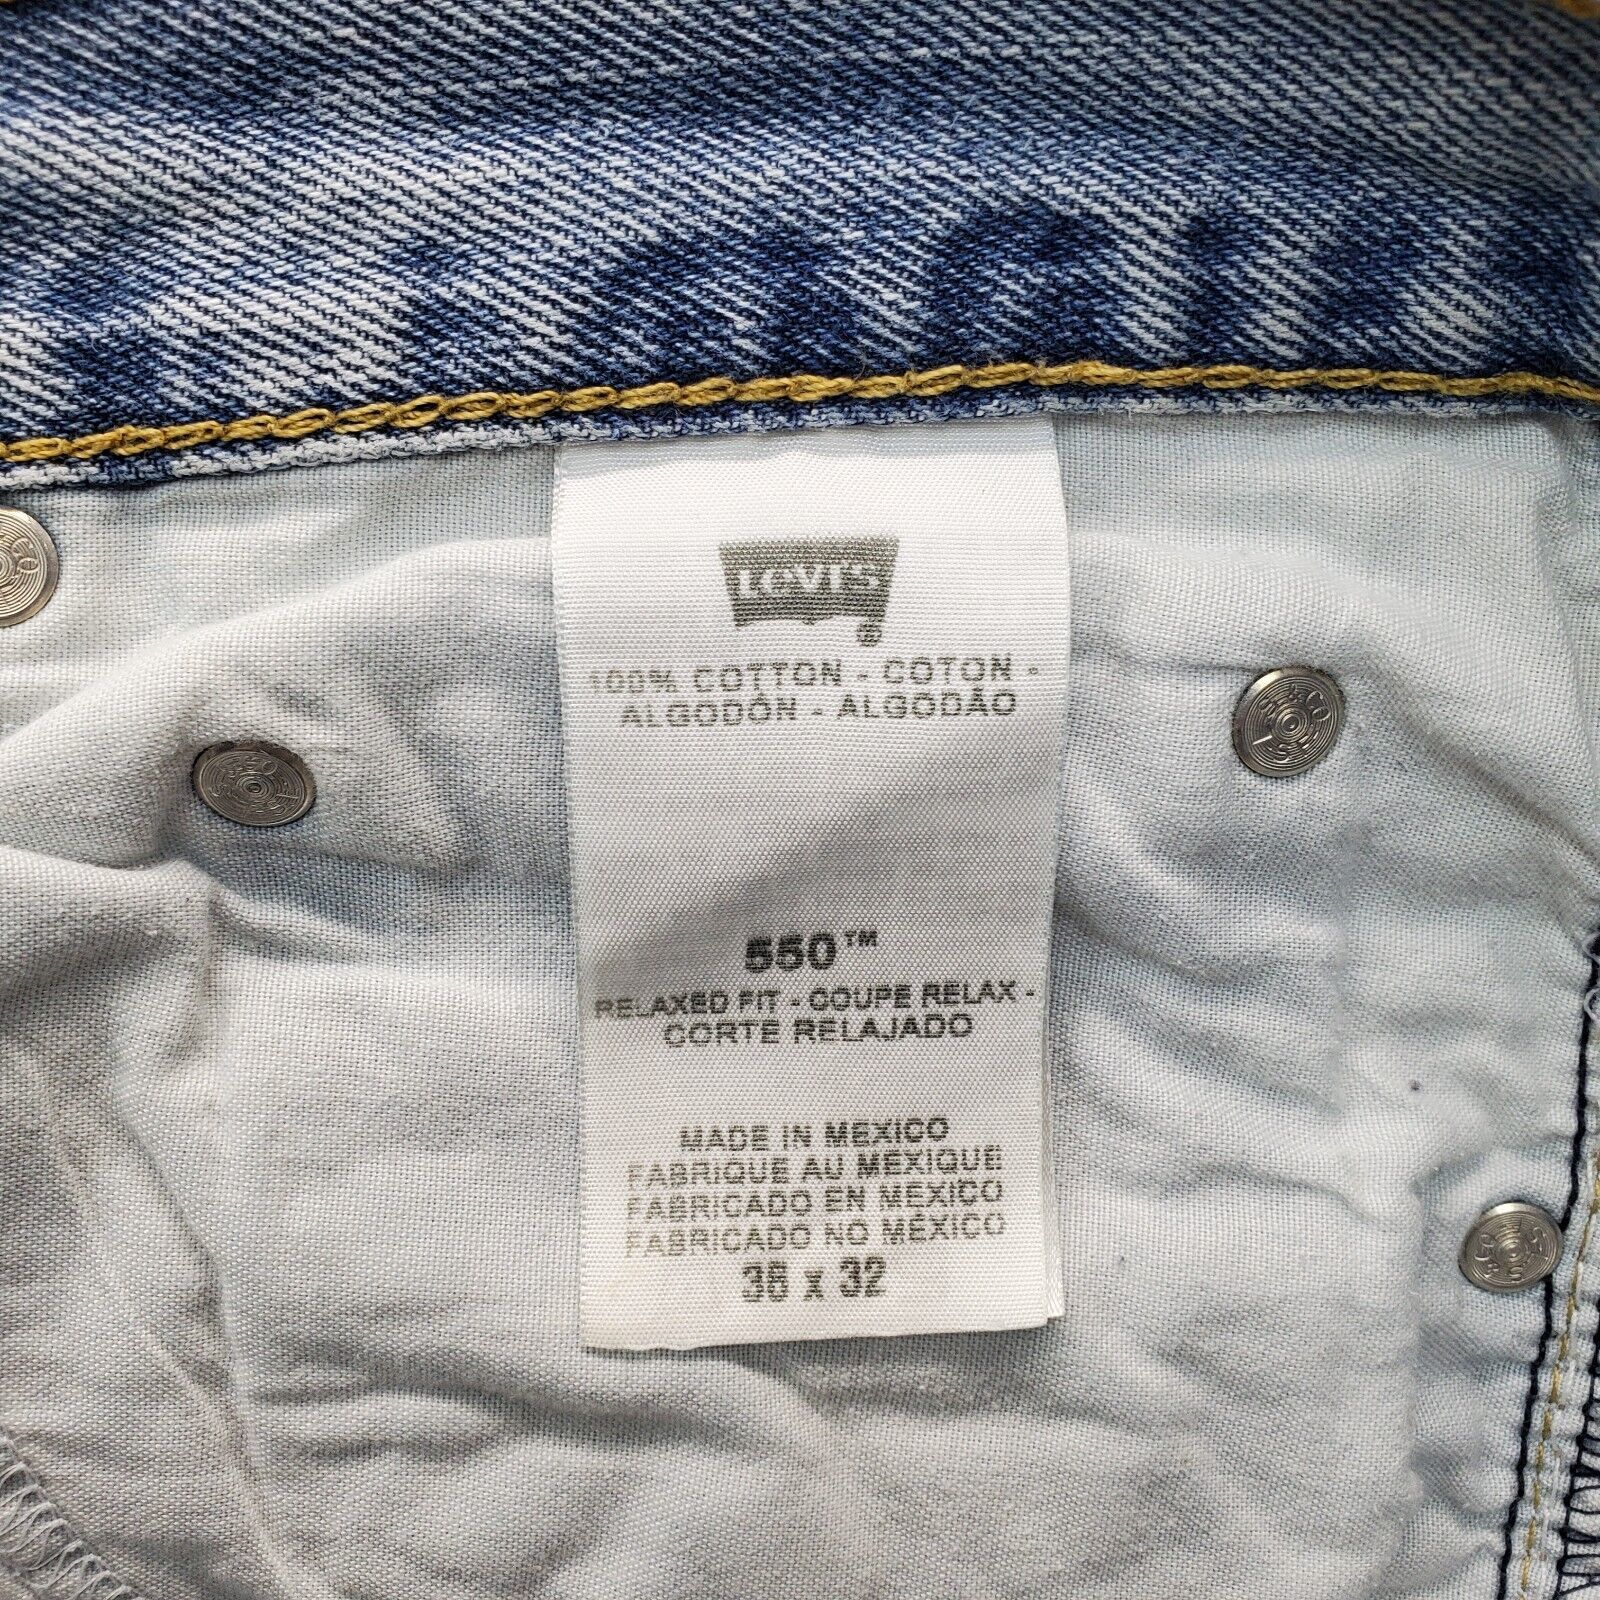 Levi's
®
100% COTTON - COTON -
ALGODÓN - ALGODÃO
550™
RELAXED FIT - COUPE RELAX -
CORTE RELAJADO
MADE IN MEXICO
FABRIQUE AU MEXIQUE
FABRICADO EN MEXICO
FABRICADO NO MÉXICO
36 x 32